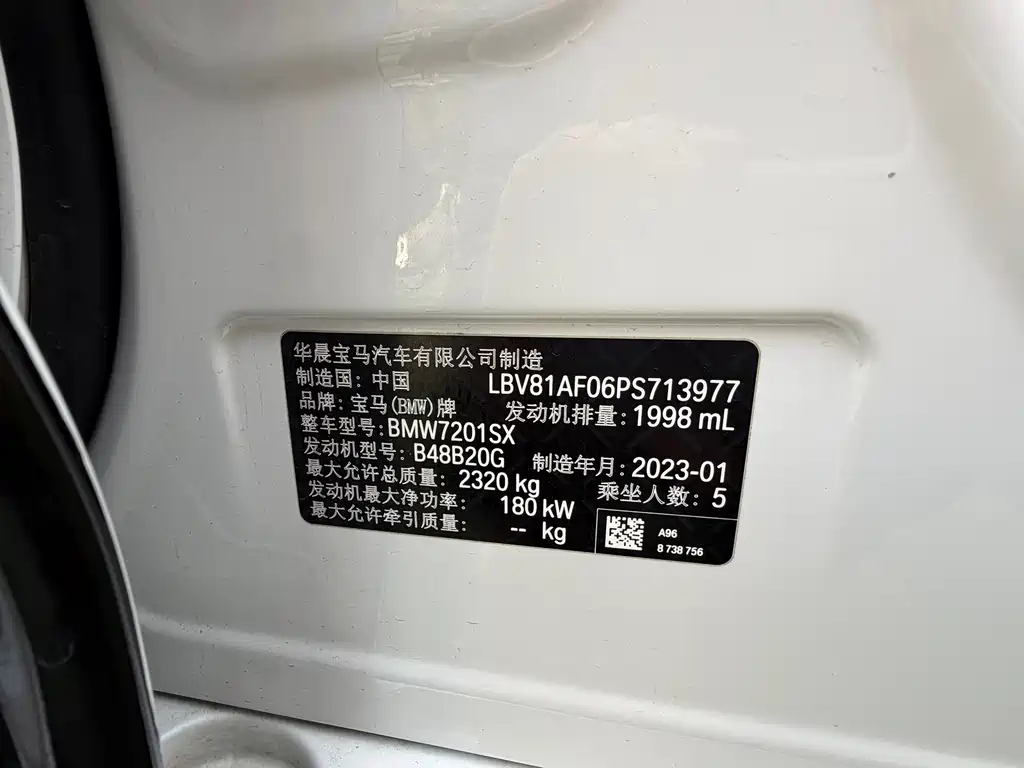 华晨宝马汽车有限公司制造
制造国: 中国 LBV81AF06PS713977
品牌: 宝马(BMW)牌 发动机排量: 1998 mL
整车型号: BMW7201SX
发动机型号: B48B20G 制造年月: 2023-01
最大允许总质量: 2320 kg 乘坐人数: 5
发动机最大净功率: 180 kW
最大允许牵引质量: -- kg
A96
8 738 756